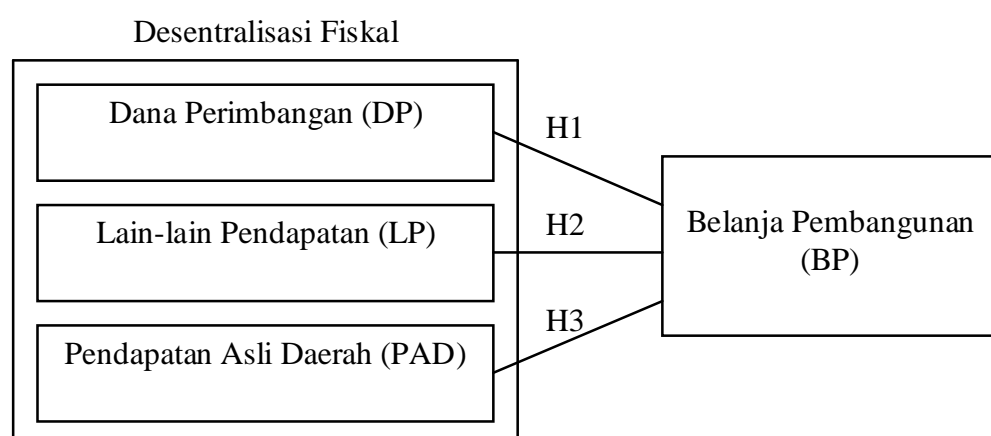 Desentralisasi Fiskal
Dana Perimbangan (DP)
H1
Lain-lain Pendapatan (LP)
H2
Belanja Pembangunan
(BP)
H3
Pendapatan Asli Daerah (PAD)